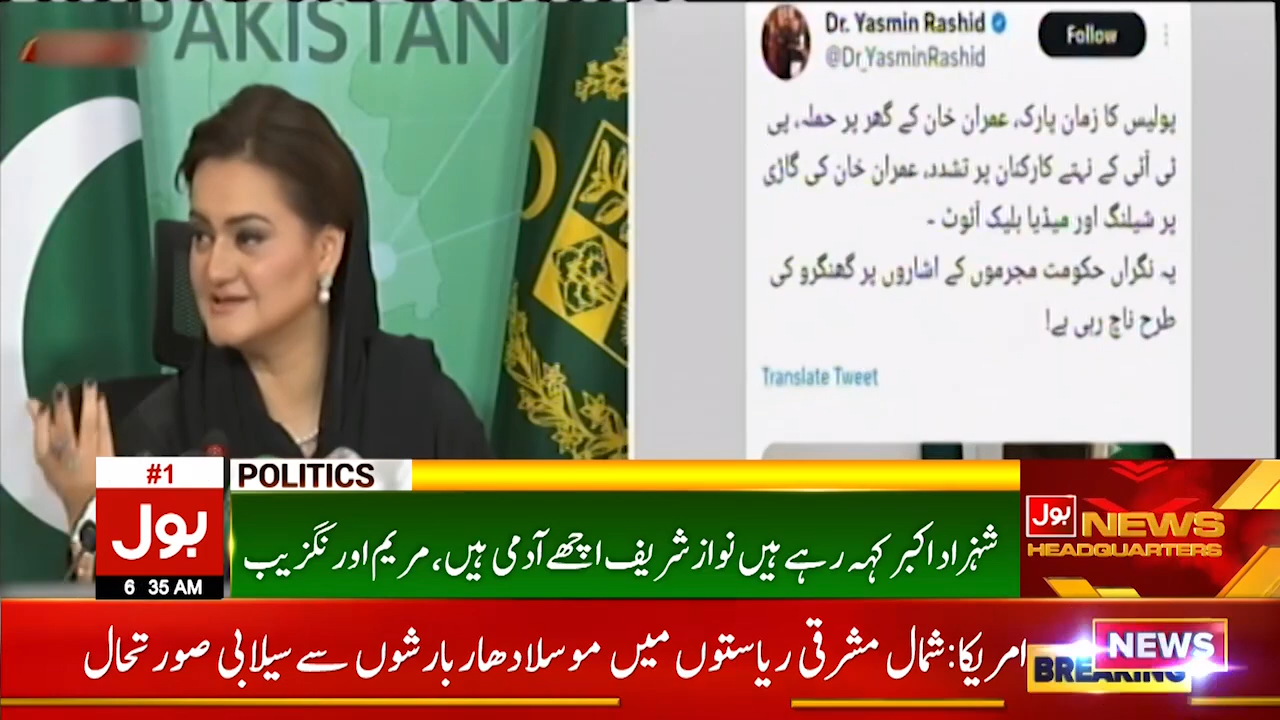 PAKISTAN
Dr. Yasmin Rashid
@Dr_YasminRashid
Follow
پولیس کا زمان پارک، عمران خان کے گھر پر حملہ، پی
ٹی آئی کے نہتے کارکنان پر تشدد، عمران خان کی گاڑی
پر شیلنگ اور میڈیا بلیک آئوٹ -
یہ نگراں حکومت مجرموں کے اشاروں پر گھنگرو کی
طرح ناچ رہی ہے!
Translate Tweet
#1
بول
6 35 AM
POLITICS
شہزاد اکبر کہہ رہے ہیں نواز شریف اچھے آدمی ہیں، مریم اورنگزیب
بول NEWS
HEADQUARTERS
امریکا: شمال مشرقی ریاستوں میں موسلادھار بارشوں سے سیلابی صورتحال
NEWS
BREAKING